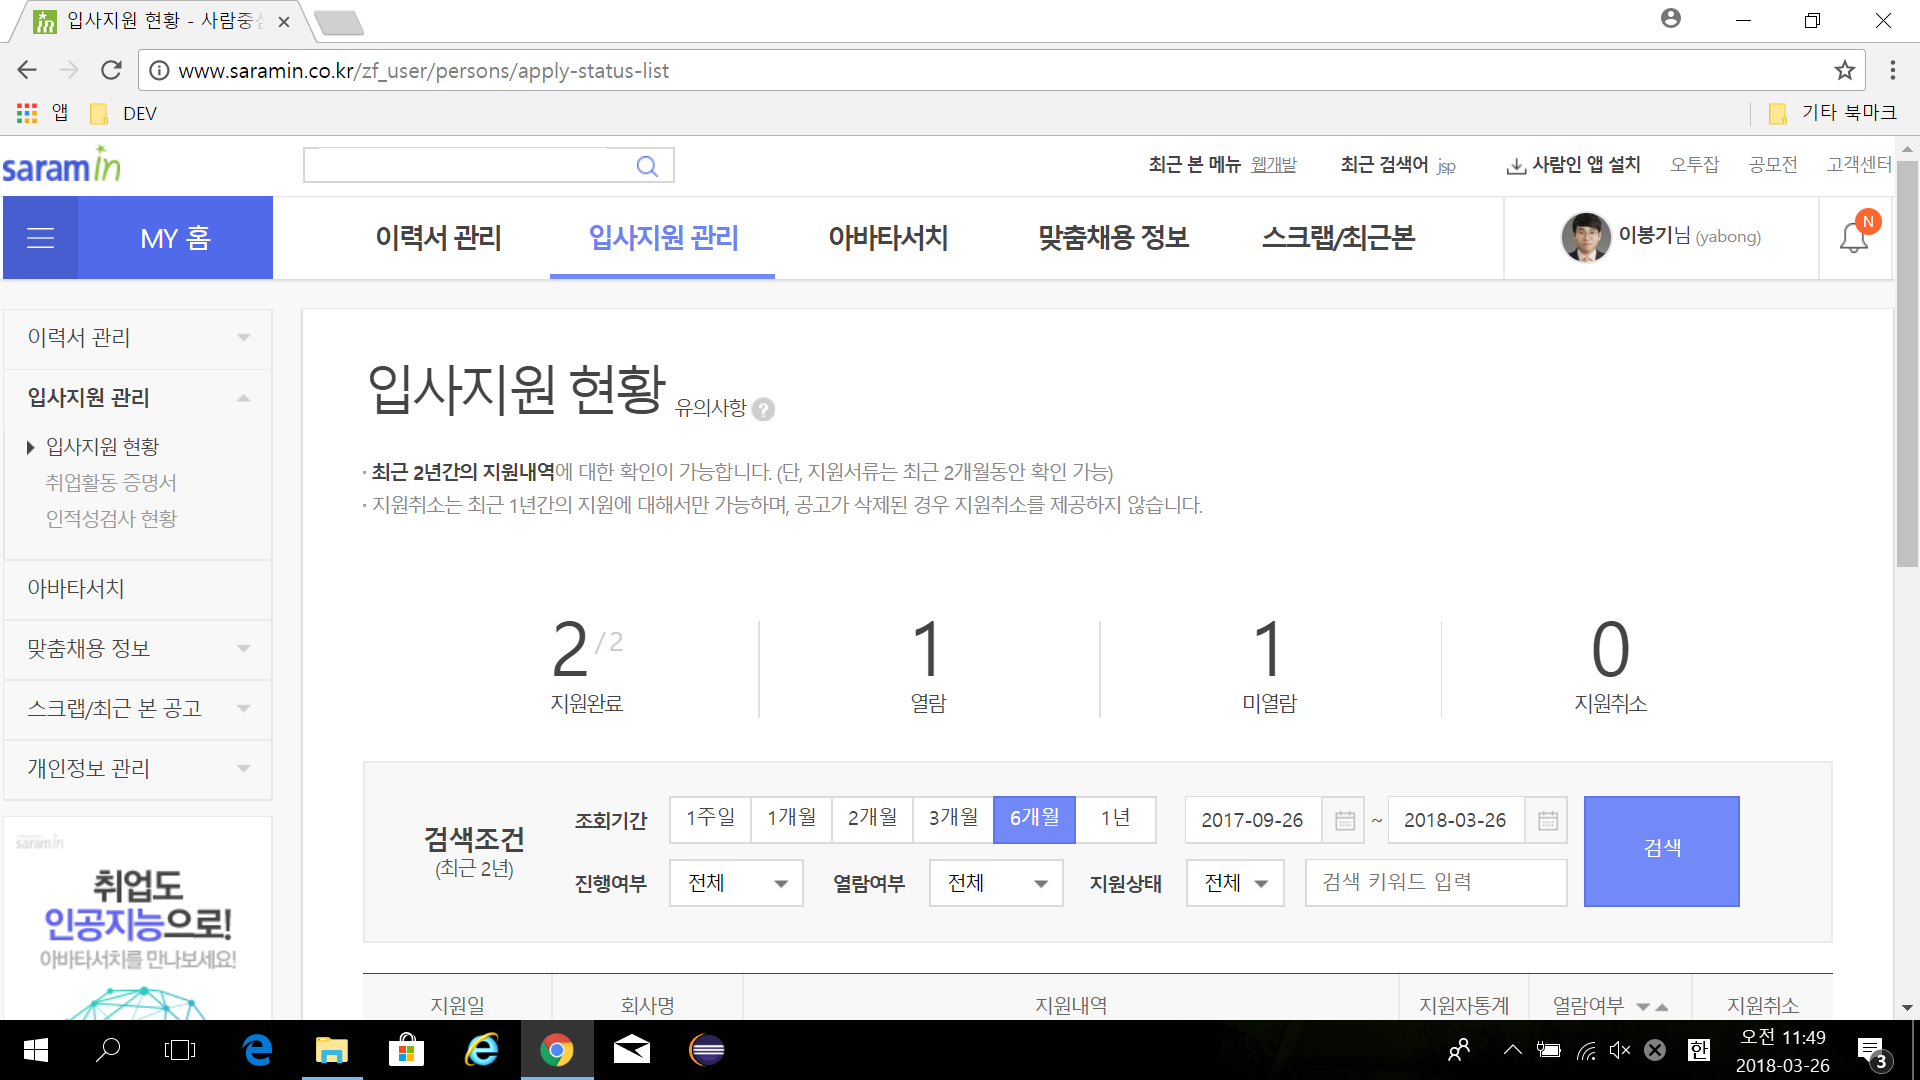 입사지원 현황 - 사람중심
www.saramin.co.kr/zf_user/persons/apply-status-list
앱 DEV 기타 북마크
saramin
최근 본 메뉴 웹개발 최근 검색어 jsp 사람인 앱 설치 오투잡 공모전 고객센터
MY 홈 이력서 관리 입사지원 관리 아바타서치 맞춤채용 정보 스크랩/최근본 이봉기님 (yabong) N
이력서 관리
입사지원 관리
입사지원 현황
취업활동 증명서
인적성검사 현황
아바타서치
맞춤채용 정보
스크랩/최근 본 공고
개인정보 관리
saramin
취업도
인공지능으로!
아바타서치를 만나보세요!
입사지원 현황 유의사항 ?
· 최근 2년간의 지원내역에 대한 확인이 가능합니다. (단, 지원서류는 최근 2개월동안 확인 가능)
· 지원취소는 최근 1년간의 지원에 대해서만 가능하며, 공고가 삭제된 경우 지원취소를 제공하지 않습니다.
2 / 2 1 1 0
지원완료 열람 미열람 지원취소
검색조건
(최근 2년)
조회기간 1주일 1개월 2개월 3개월 6개월 1년 2017-09-26 ~ 2018-03-26
진행여부 전체 열람여부 전체 지원상태 전체 검색 키워드 입력
검색
지원일 회사명 지원내역 지원자통계 열람여부 지원취소
한 오전 11:49
2018-03-26
3